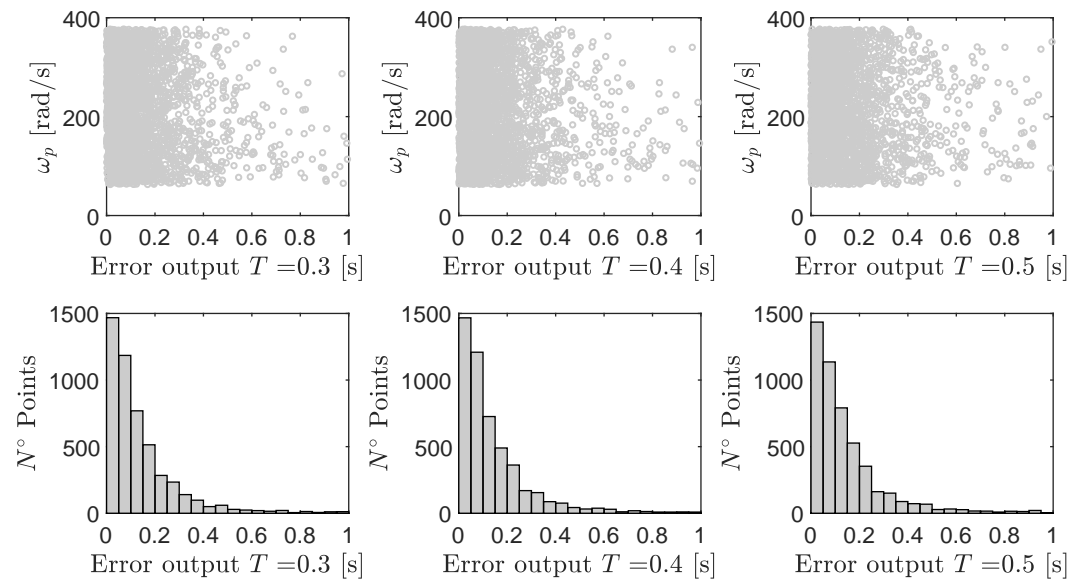 400
200
0
ω_p [rad/s]
0 0.2 0.4 0.6 0.8 1
Error output T =0.3 [s]
400
200
0
ω_p [rad/s]
0 0.2 0.4 0.6 0.8 1
Error output T =0.4 [s]
400
200
0
ω_p [rad/s]
0 0.2 0.4 0.6 0.8 1
Error output T =0.5 [s]
1500
1000
500
0
N° Points
0 0.2 0.4 0.6 0.8 1
Error output T =0.3 [s]
1500
1000
500
0
N° Points
0 0.2 0.4 0.6 0.8 1
Error output T =0.4 [s]
1500
1000
500
0
N° Points
0 0.2 0.4 0.6 0.8 1
Error output T =0.5 [s]